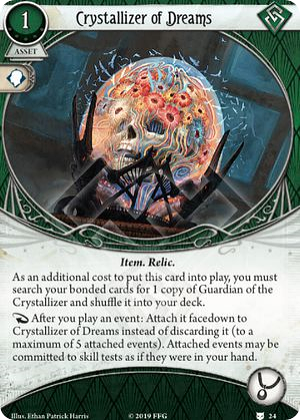 1
Crystallizer of Dreams
ASSET
Item. Relic.
As an additional cost to put this card into play, you must
search your bonded cards for 1 copy of Guardian of the
Crystallizer and shuffle it into your deck.
After you play an event: Attach it facedown to
Crystallizer of Dreams instead of discarding it (to a
maximum of 5 attached events). Attached events may be
committed to skill tests as if they were in your hand.
Illus. Ethan Patrick Harris
© 2019 FFG
24